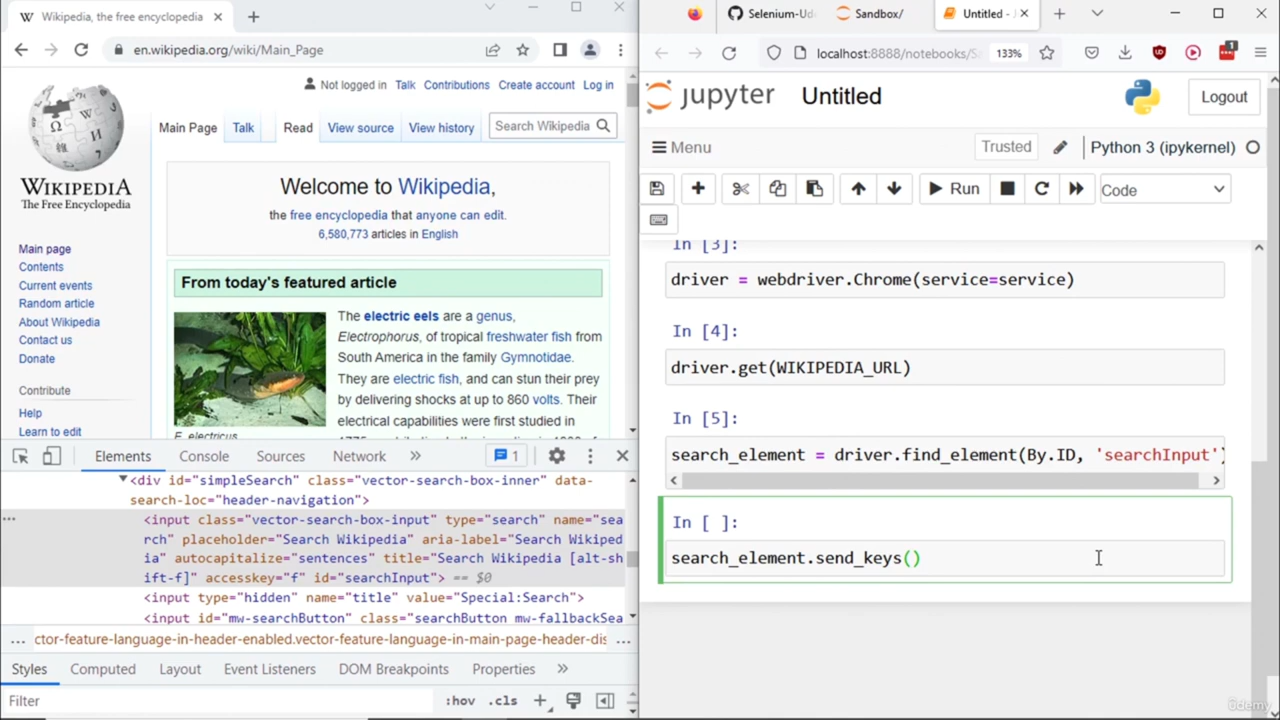 Wikipedia, the free encyclopedia
en.wikipedia.org/wiki/Main_Page
Not logged in Talk Contributions Create account Log in
Main Page Talk Read View source View history Search Wikipedia
WIKIPEDIA
The Free Encyclopedia
Main page
Contents
Current events
Random article
About Wikipedia
Contact us
Donate
Contribute
Help
Learn to edit
Welcome to Wikipedia,
the free encyclopedia that anyone can edit.
6,580,773 articles in English
From today's featured article
The electric eels are a genus,
Electrophorus, of tropical freshwater fish from
South America in the family Gymnotidae.
They are electric fish, and can stun their prey
by delivering shocks at up to 860 volts. Their
electrical capabilities were first studied in
E. electricus
Elements Console Sources Network » 1
<div id="simpleSearch" class="vector-search-box-inner" data-
search-loc="header-navigation">
<input class="vector-search-box-input" type="search" name="sea
rch" placeholder="Search Wikipedia" aria-label="Search Wikiped
ia" autocapitalize="sentences" title="Search Wikipedia [alt-sh
ift-f]" accesskey="f" id="searchInput"> == $0
<input type="hidden" name="title" value="Special:Search">
<input id="mw-searchButton" class="searchButton mw-fallbackSea
... ctor-feature-language-in-header-enabled.vector-feature-language-in-main-page-header-dis ...
Styles Computed Layout Event Listeners DOM Breakpoints Properties »
Filter :hov .cls
Selenium-Ud
Sandbox/
Untitled - J
localhost:8888/notebooks/S 133% 1
jupyter Untitled Logout
Menu Trusted Python 3 (ipykernel)
Run Code
In [3]:
driver = webdriver.Chrome(service=service)
In [4]:
driver.get(WIKIPEDIA_URL)
In [5]:
search_element = driver.find_element(By.ID, 'searchInput')
In [ ]:
search_element.send_keys()
ûdemy